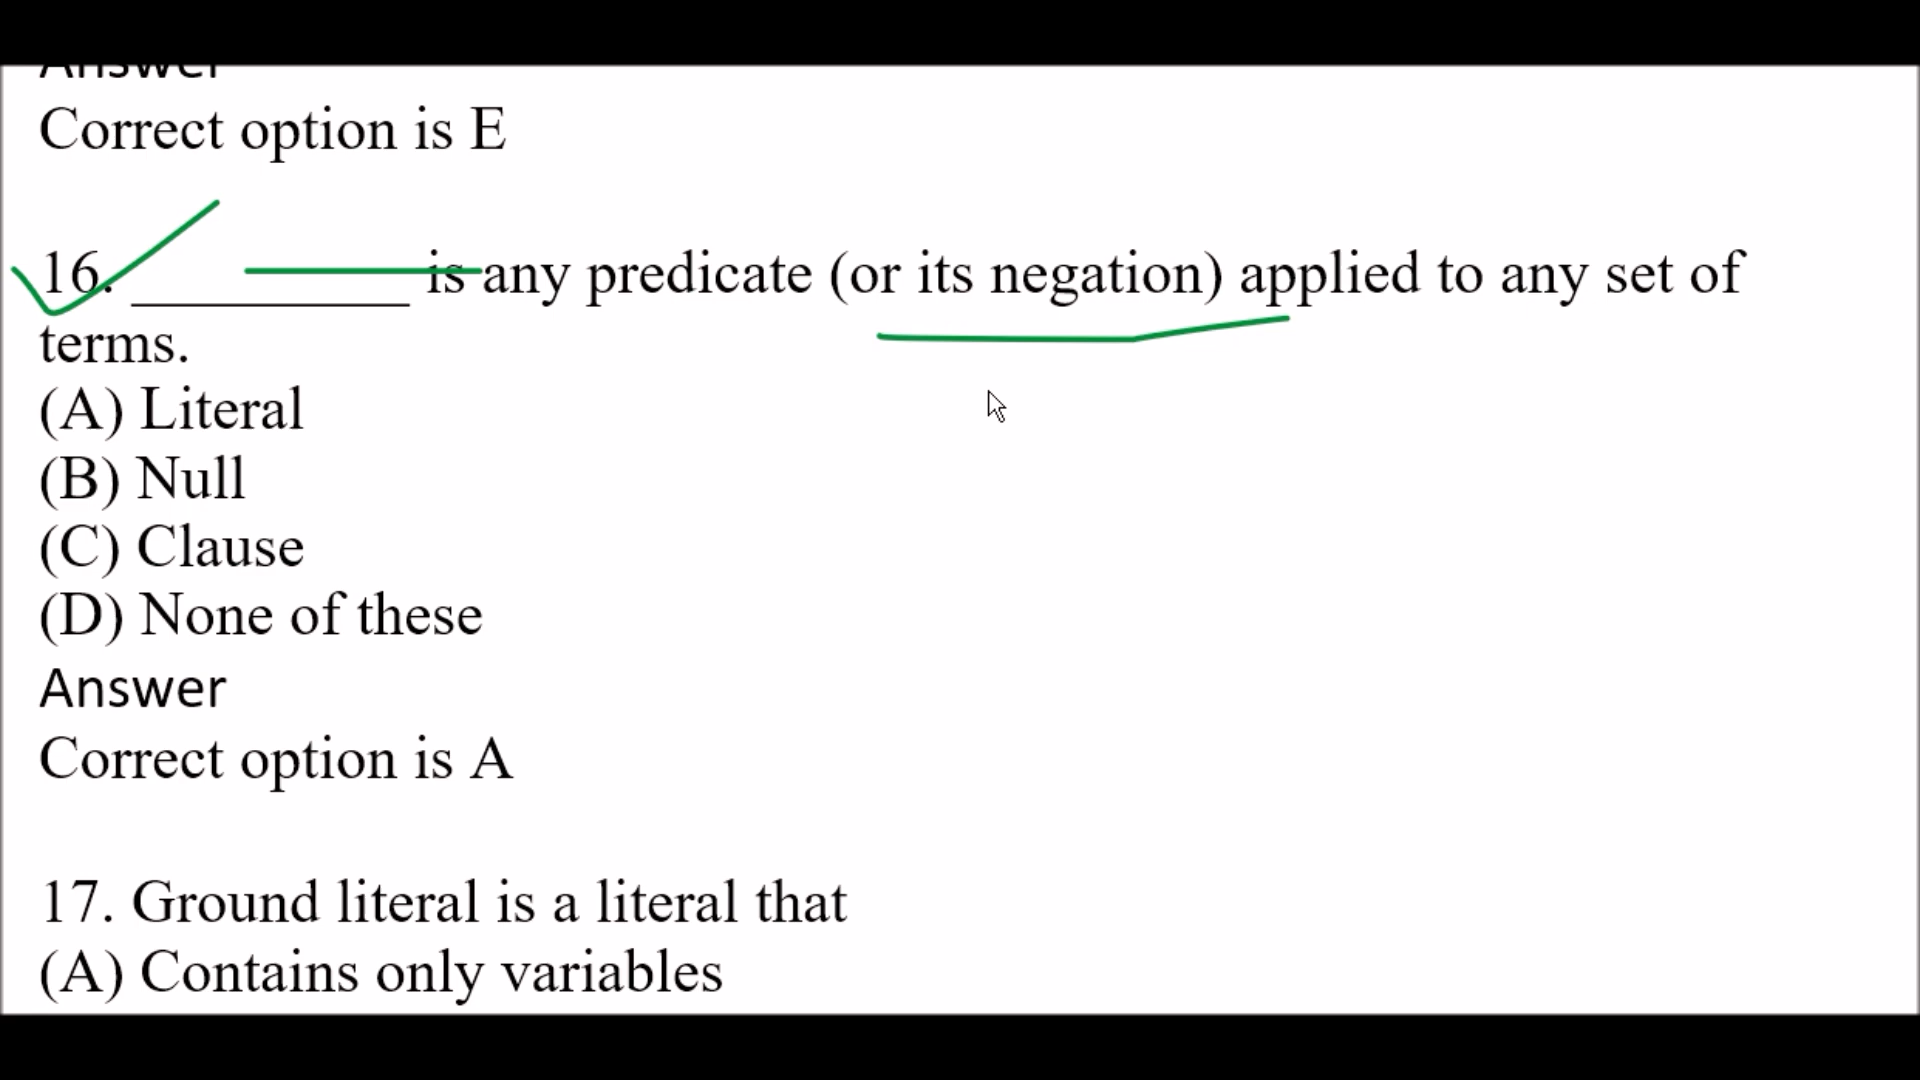 Answer
Correct option is E
16. __________ is any predicate (or its negation) applied to any set of
terms.
(A) Literal
(B) Null
(C) Clause
(D) None of these
Answer
Correct option is A
17. Ground literal is a literal that
(A) Contains only variables